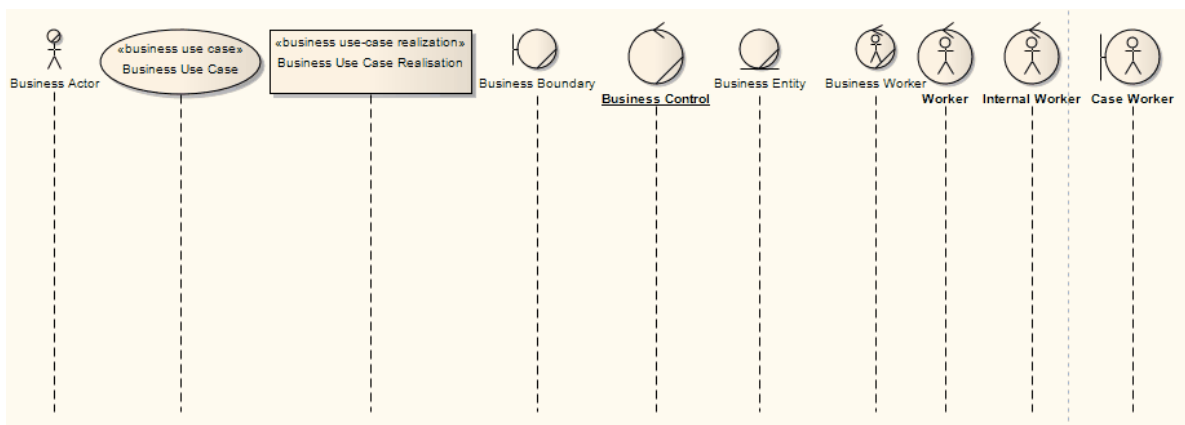 Business Actor
«business use case»
Business Use Case
«business use-case realization»
Business Use Case Realisation
Business Boundary
Business Control
Business Entity
Business Worker
Worker
Internal Worker
Case Worker